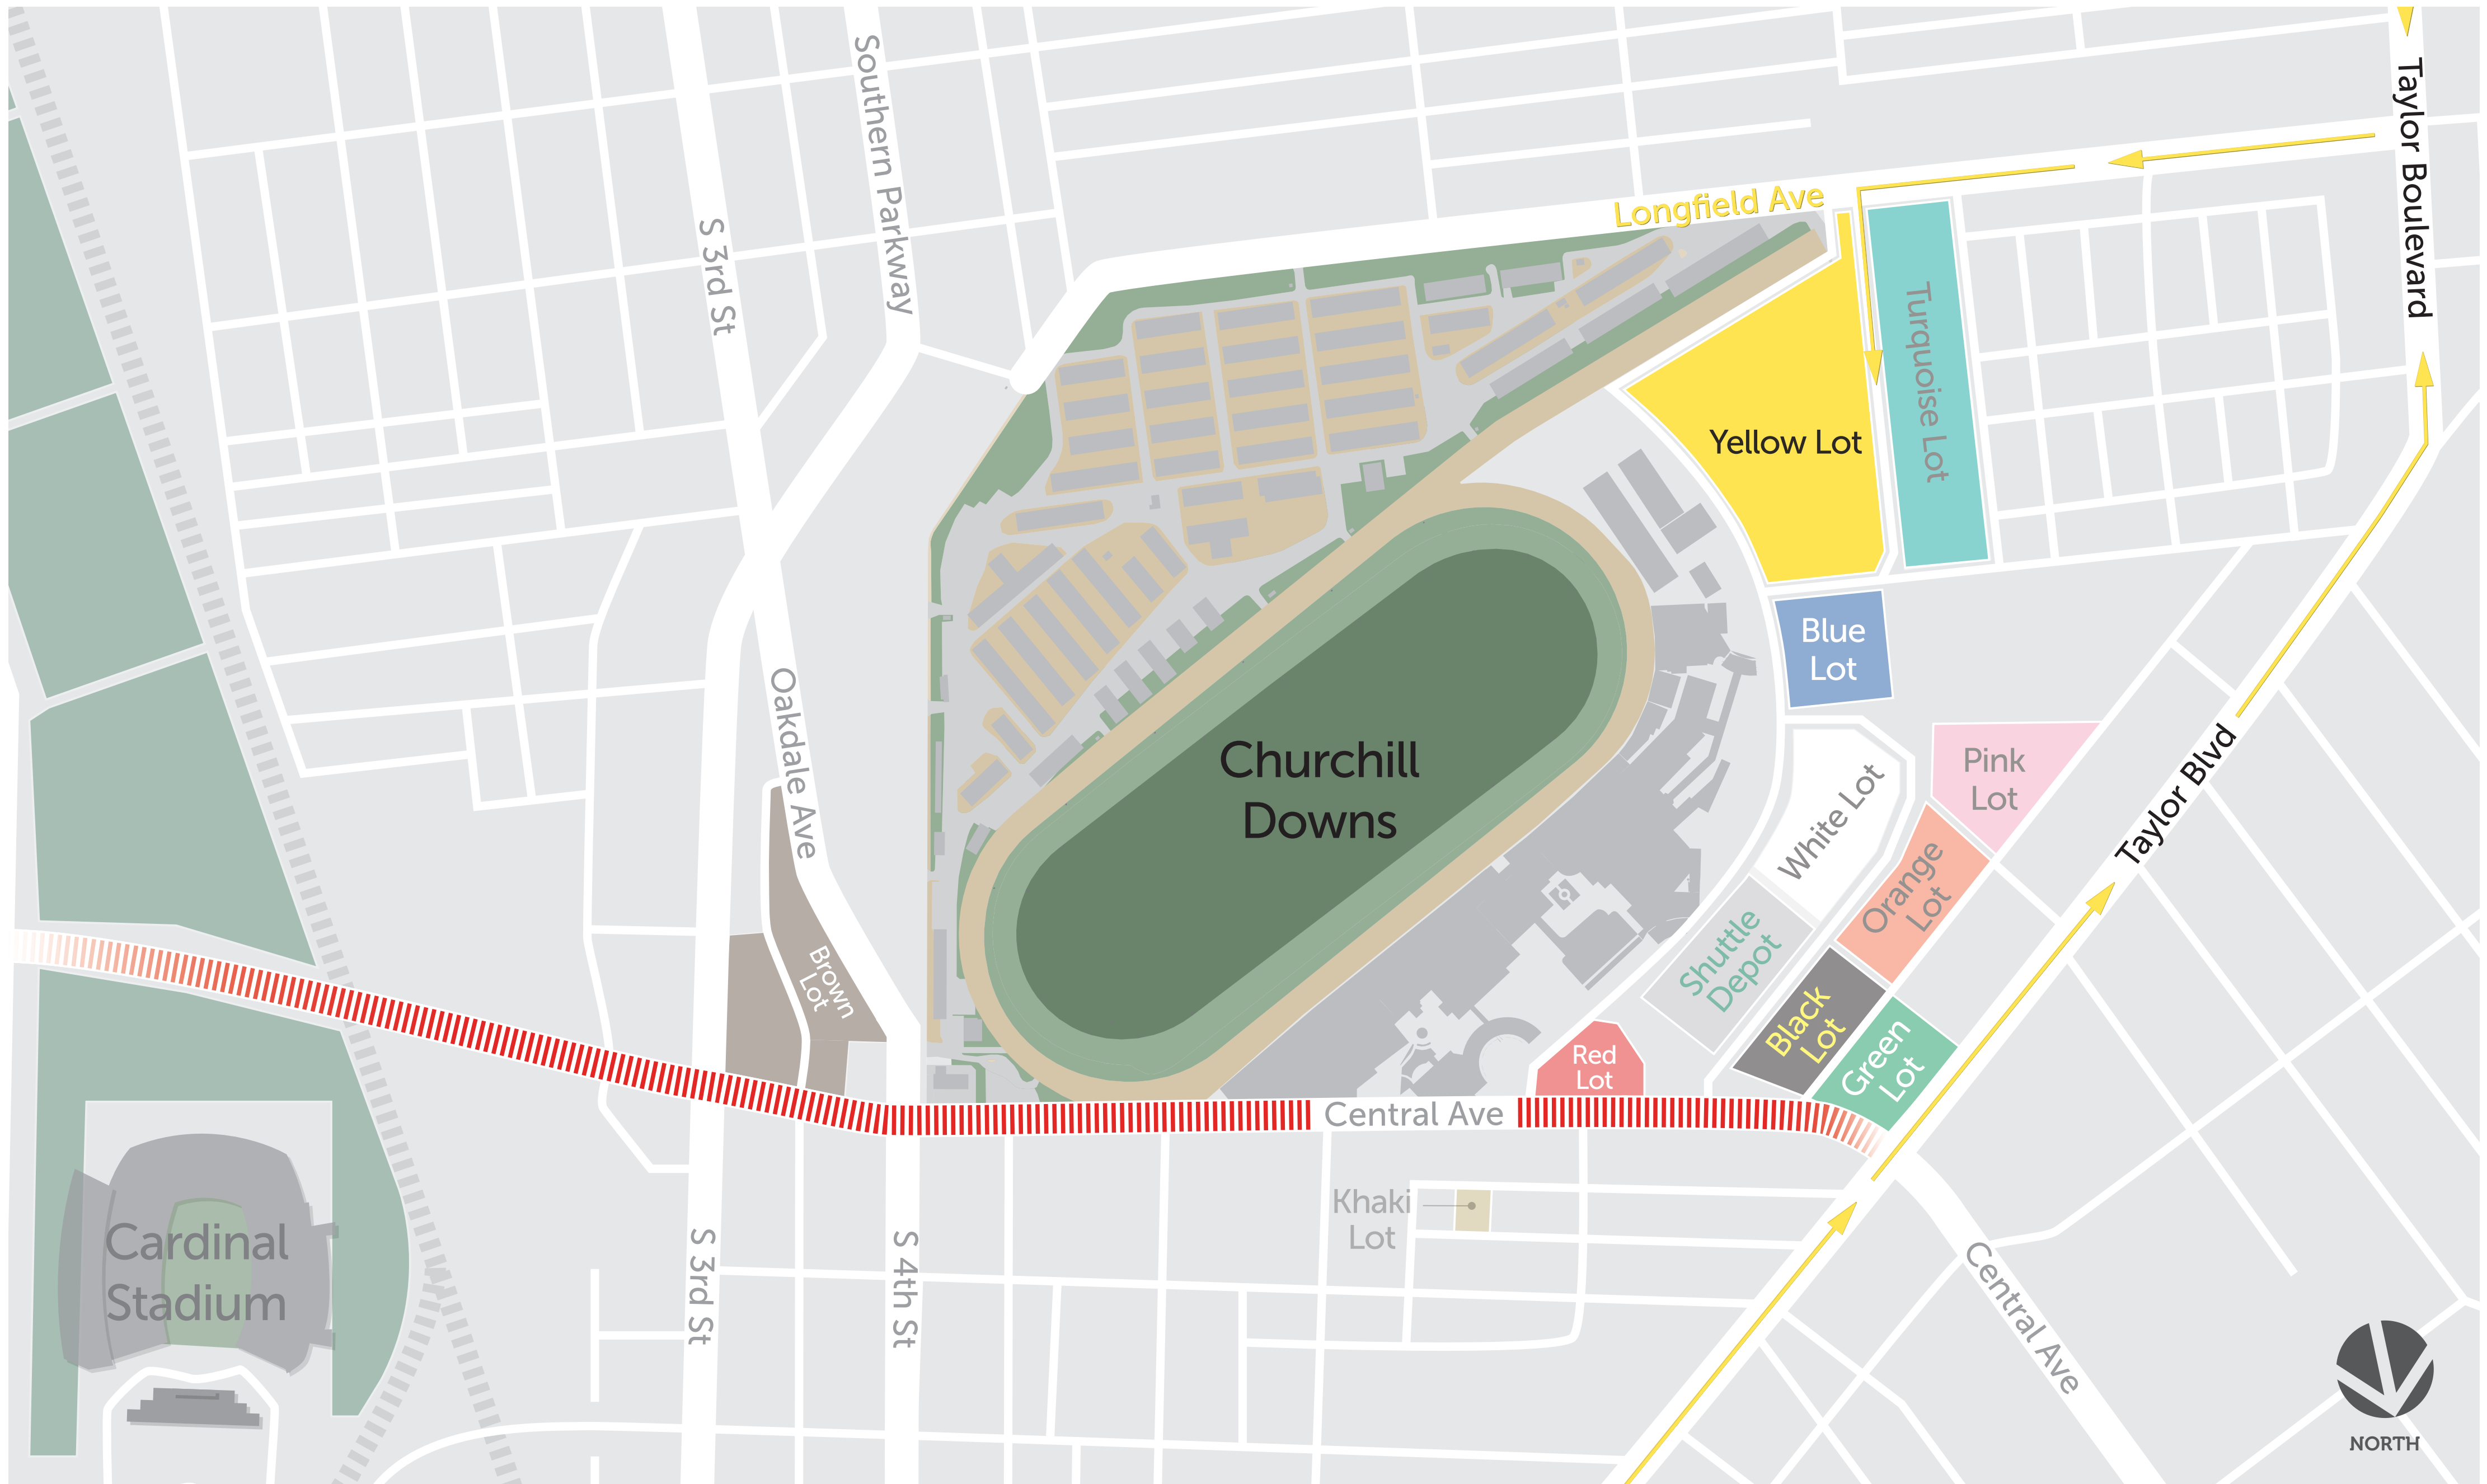 Southern Parkway
S 3rd St
Longfield Ave
Taylor Boulevard
Turquoise Lot
Yellow Lot
Blue
Lot
Oakdale Ave
Churchill
Downs
Pink
Lot
White Lot
Taylor Blvd
Orange
Lot
Shuttle
Depot
Brown
Lot
Black
Lot
Green
Lot
Red
Lot
Central Ave
Khaki
Lot
Cardinal
Stadium
S 3rd St
S 4th St
Central Ave
NORTH